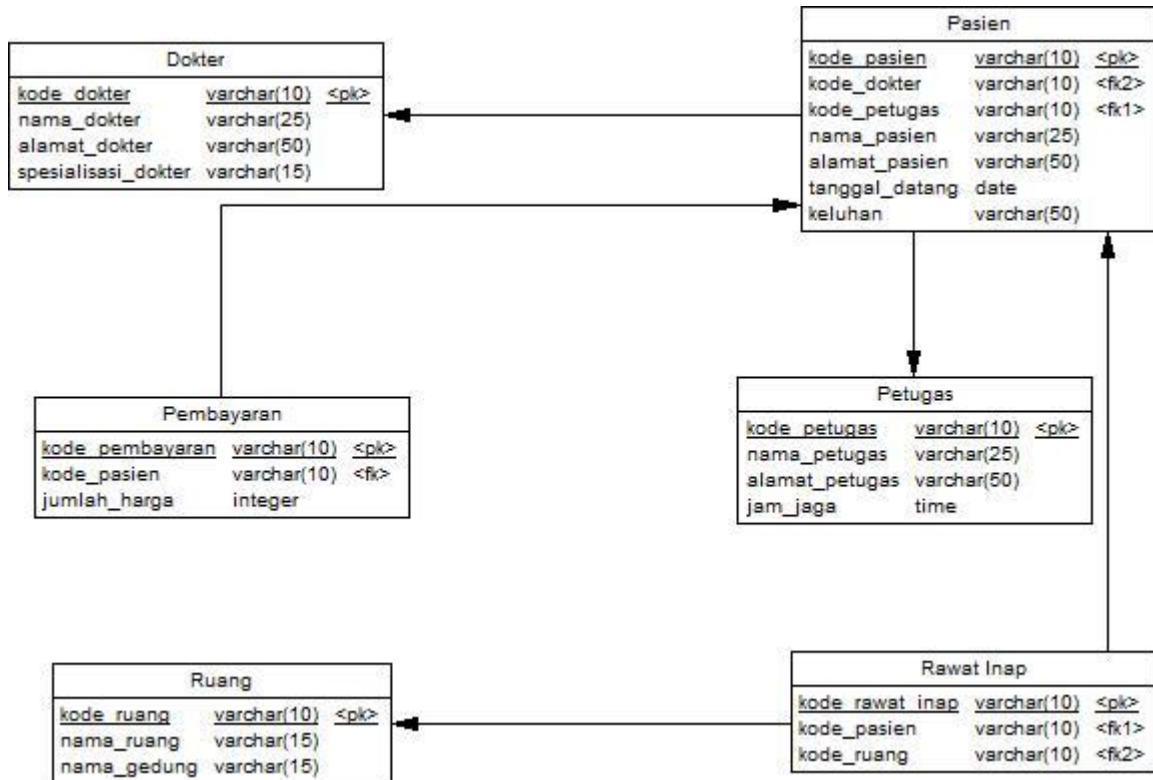 Dokter
kode_dokter varchar(10) <pk>
nama_dokter varchar(25)
alamat_dokter varchar(50)
spesialisasi_dokter varchar(15)
Pasien
kode_pasien varchar(10) <pk>
kode_dokter varchar(10) <fk2>
kode_petugas varchar(10) <fk1>
nama_pasien varchar(25)
alamat_pasien varchar(50)
tanggal_datang date
keluhan varchar(50)
Pembayaran
kode_pembayaran varchar(10) <pk>
kode_pasien varchar(10) <fk>
jumlah_harga integer
Petugas
kode_petugas varchar(10) <pk>
nama_petugas varchar(25)
alamat_petugas varchar(50)
jam_jaga time
Ruang
kode_ruang varchar(10) <pk>
nama_ruang varchar(15)
nama_gedung varchar(15)
Rawat Inap
kode_rawat_inap varchar(10) <pk>
kode_pasien varchar(10) <fk1>
kode_ruang varchar(10) <fk2>